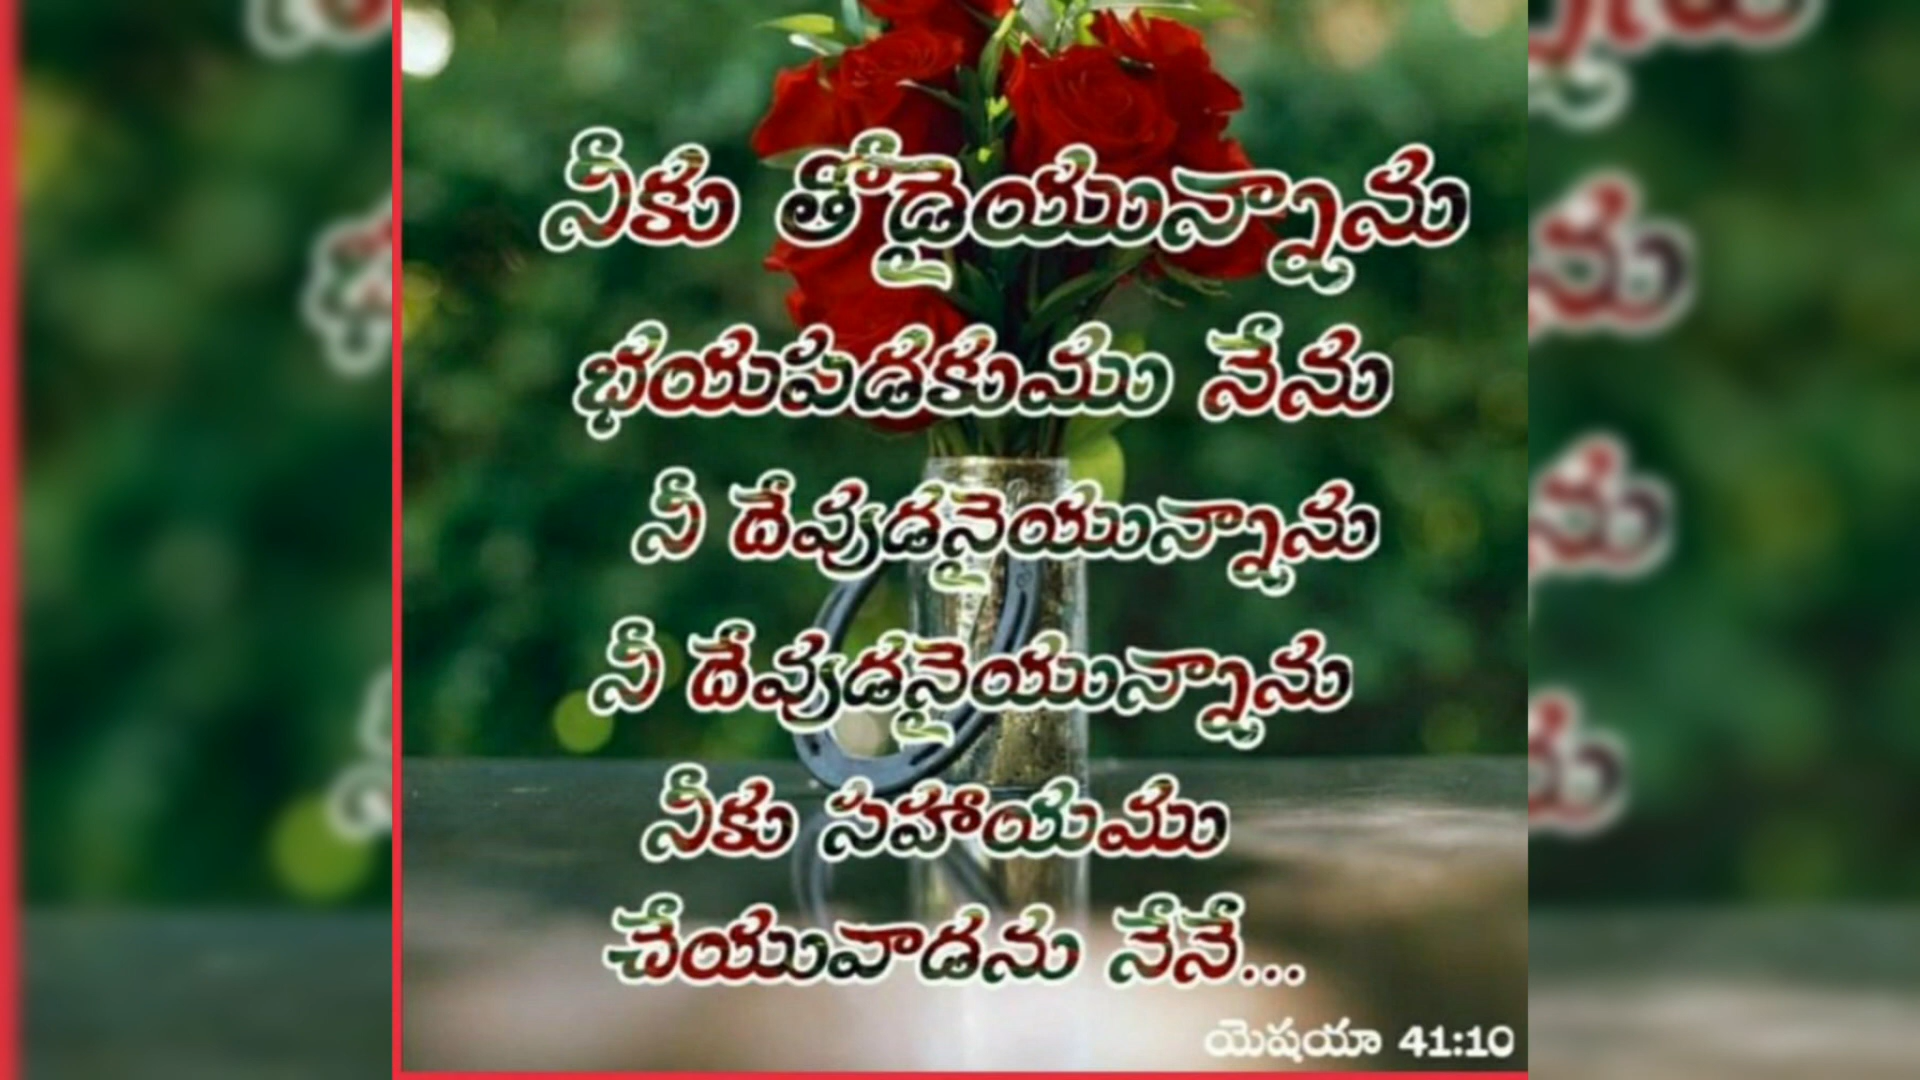 నీకు తోడైయున్నాను
భయపడకుము నేను
నీ దేవుడనైయున్నాను
నీ దేవుడనైయున్నాను
నీకు సహాయము
చేయువాడను నేనే...
యెషయా 41:10